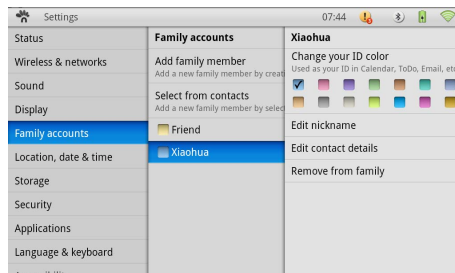 Settings
07:44
Status
Wireless & networks
Sound
Display
Family accounts
Location, date & time
Storage
Security
Applications
Language & keyboard
Family accounts
Add family member
Add a new family member by creati
Select from contacts
Add a new family member by selec
Friend
Xiaohua
Xiaohua
Change your ID color
Used as your ID in Calendar, ToDo, Email, etc
Edit nickname
Edit contact details
Remove from family